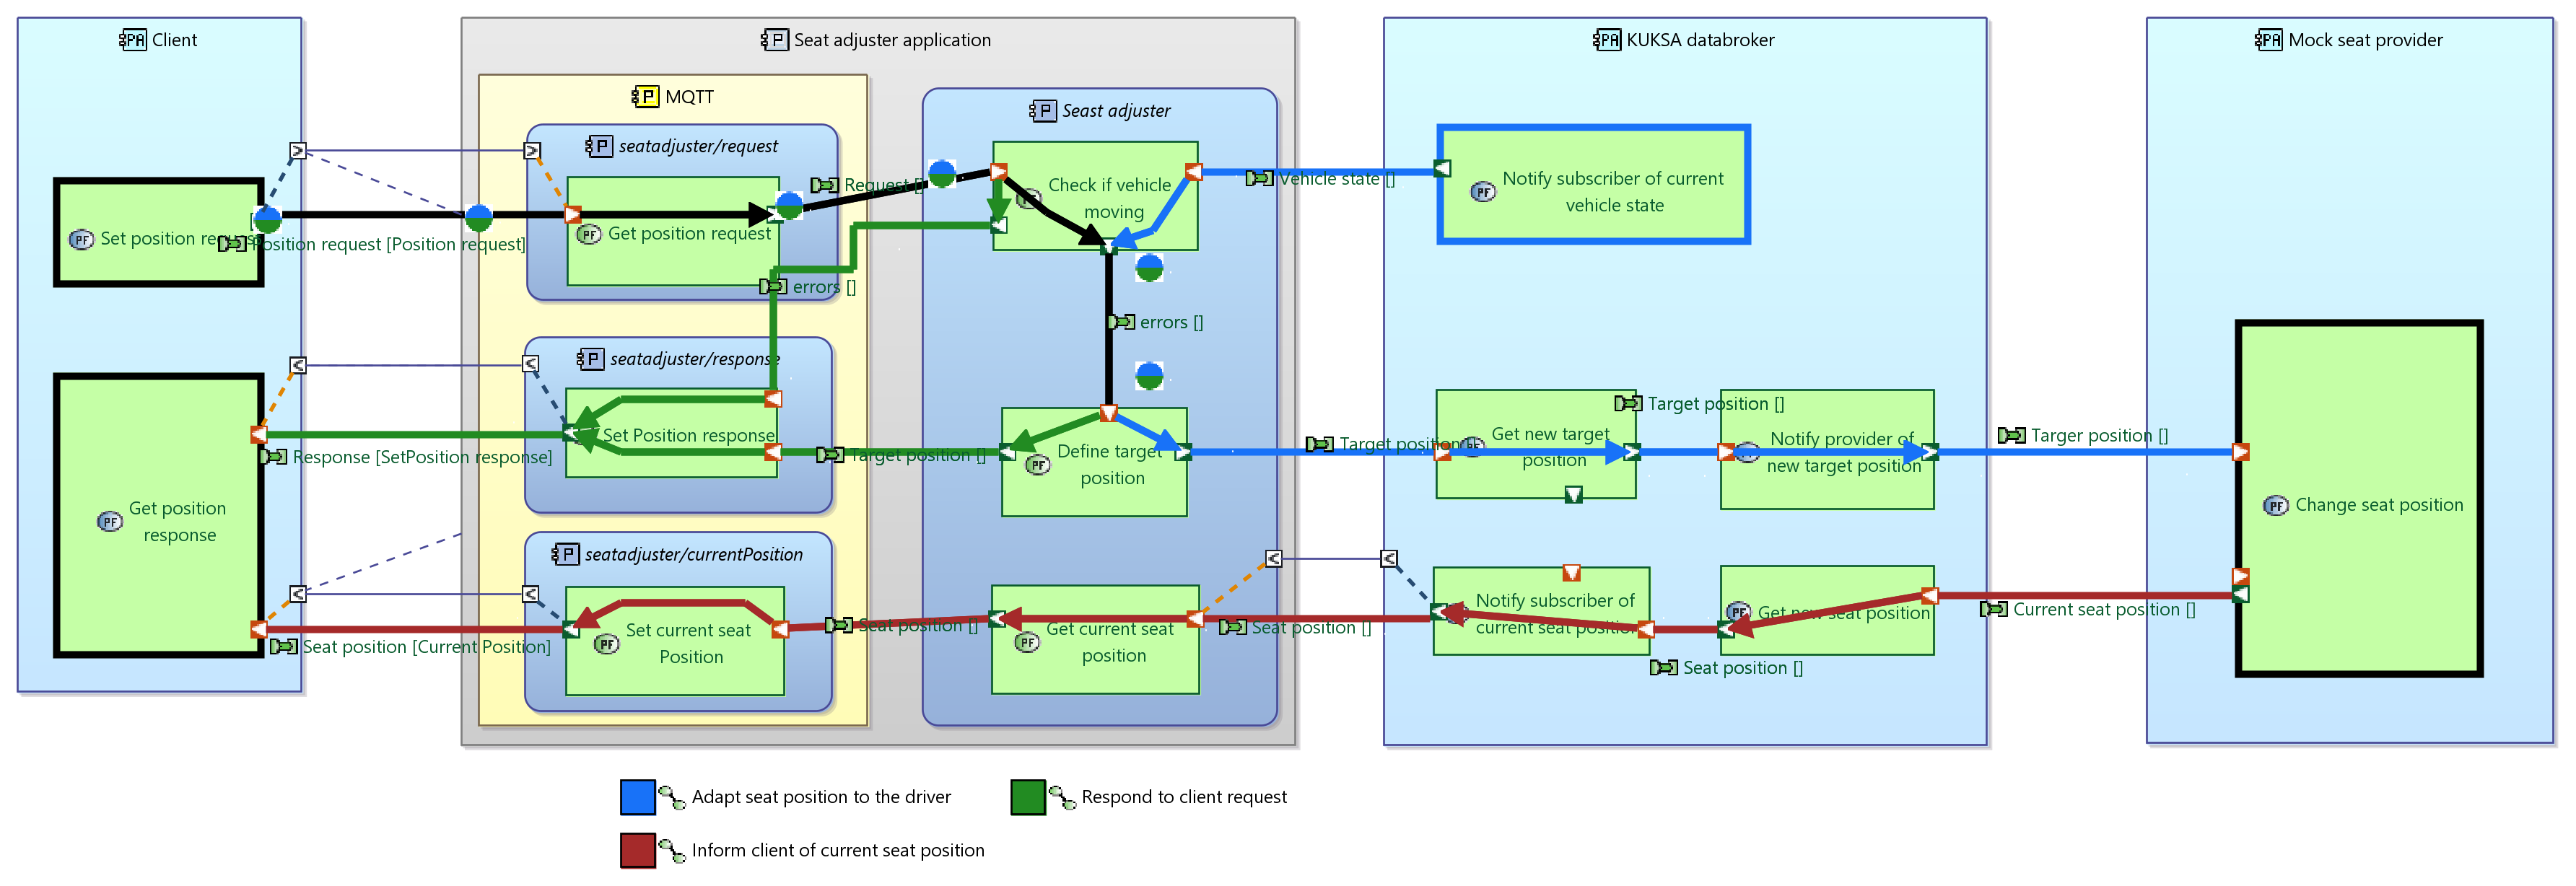 Client
Seat adjuster application
KUKSA databroker
Mock seat provider
MQTT
Seast adjuster
seatadjuster/request
Request []
Check if vehicle
moving
Vehicle state []
Notify subscriber of current
vehicle state
Set position request
Position request [Position request]
Get position request
errors []
errors []
seatadjuster/response
Set Position response
Response [SetPosition response]
Target position []
Define target
position
Target position
Get new target
position
Target position []
Notify provider of
new target position
Targer position []
Get position
response
Change seat position
seatadjuster/currentPosition
Set current seat
Position
Seat position [Current Position]
Seat position []
Get current seat
position
Seat position []
Notify subscriber of
current seat position
Seat position []
Get new seat position
Current seat position []
Adapt seat position to the driver
Respond to client request
Inform client of current seat position